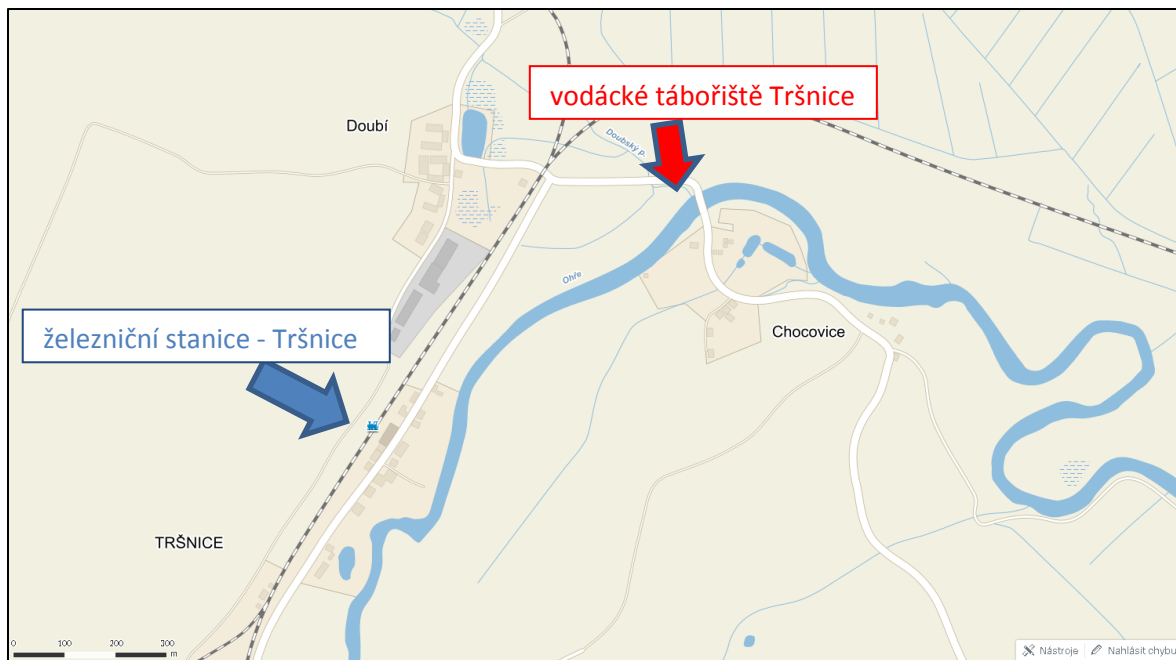 vodácké tábořiště Tršnice
Doubí
Doubský p.
Ohře
železniční stanice - Tršnice
Chocovice
TRŠNICE
0 100 200 300
m
Nástroje Nahlásit chybu